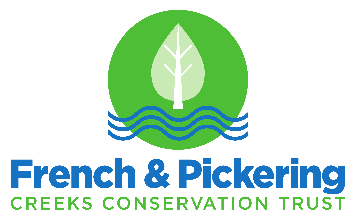 French & Pickering
CREEKS CONSERVATION TRUST